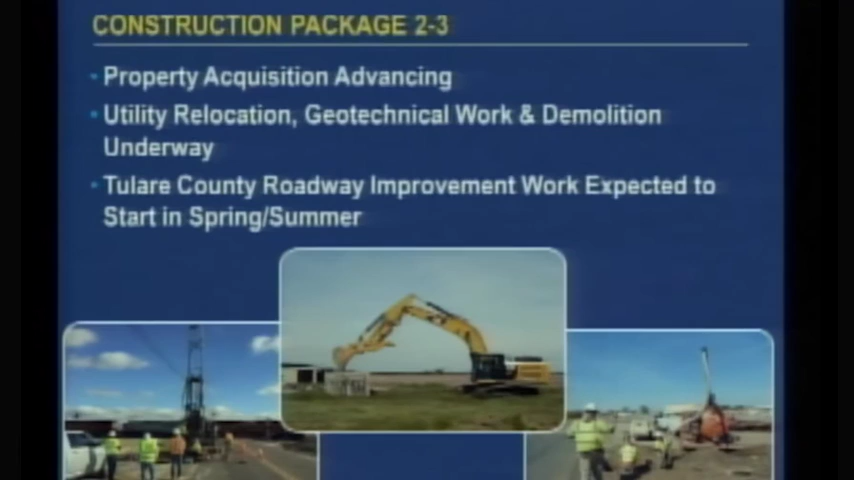 CONSTRUCTION PACKAGE 2-3
Property Acquisition Advancing
Utility Relocation, Geotechnical Work & Demolition
Underway
Tulare County Roadway Improvement Work Expected to
Start in Spring/Summer